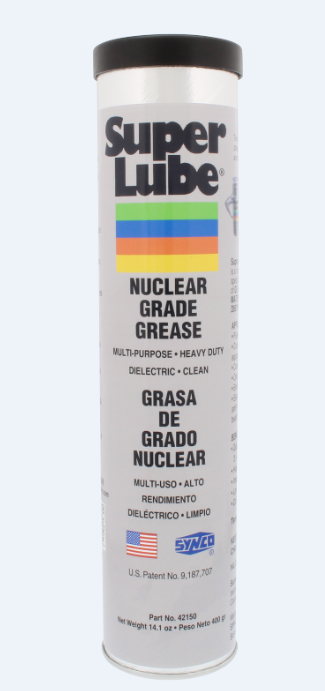 Super
Lube®
NUCLEAR
GRADE
GREASE
MULTI-PURPOSE • HEAVY DUTY
DIELECTRIC • CLEAN
GRASA
DE
GRADO
NUCLEAR
MULTI-USO • ALTO
RENDIMIENTO
DIELÉCTRICO • LIMPIO
SYNCO®
U.S. Patent No. 9,187,707
Part No. 42150
Net Weight 14.1 oz • Peso Neto 400 gr